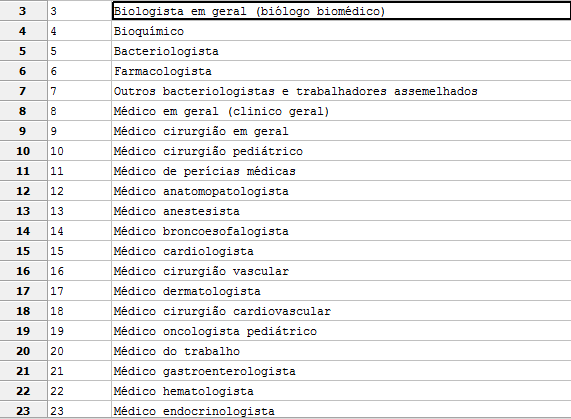 3 3 Biologista em geral (biólogo biomédico)
4 4 Bioquímico
5 5 Bacteriologista
6 6 Farmacologista
7 7 Outros bacteriologistas e trabalhadores assemelhados
8 8 Médico em geral (clinico geral)
9 9 Médico cirurgião em geral
10 10 Médico cirurgião pediátrico
11 11 Médico de perícias médicas
12 12 Médico anatomopatologista
13 13 Médico anestesista
14 14 Médico broncoesofalogista
15 15 Médico cardiologista
16 16 Médico cirurgião vascular
17 17 Médico dermatologista
18 18 Médico cirurgião cardiovascular
19 19 Médico oncologista pediátrico
20 20 Médico do trabalho
21 21 Médico gastroenterologista
22 22 Médico hematologista
23 23 Médico endocrinologista